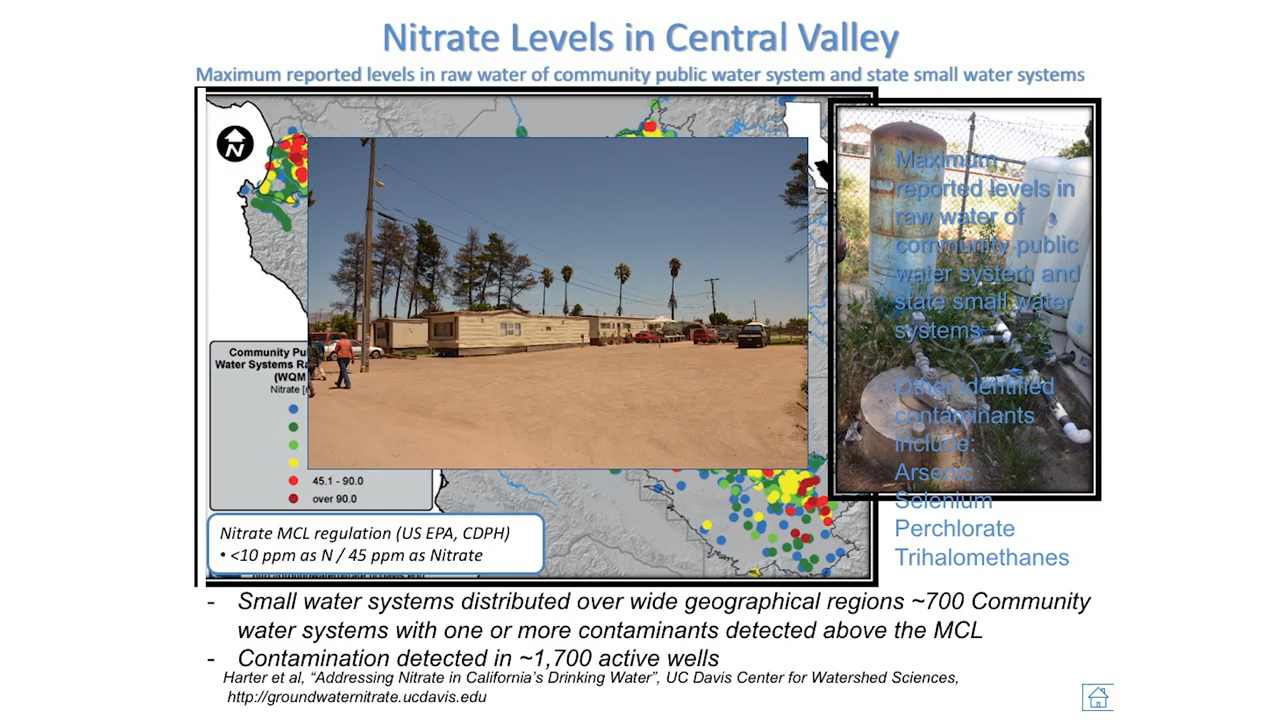 Nitrate Levels in Central Valley
Maximum reported levels in raw water of community public water system and state small water systems
N
Maximum
reported levels in
raw water of
community public
water system and
state small water
systems
Other identified
contaminants
include:
Arsenic
Selenium
Perchlorate
Trihalomethanes
Community
Water Systems
(WQM
Nitrate
45.1 - 90.0
over 90.0
Nitrate MCL regulation (US EPA, CDPH)
• <10 ppm as N / 45 ppm as Nitrate
- Small water systems distributed over wide geographical regions ~700 Community
water systems with one or more contaminants detected above the MCL
- Contamination detected in ~1,700 active wells
Harter et al, “Addressing Nitrate in California’s Drinking Water”, UC Davis Center for Watershed Sciences,
http://groundwaternitrate.ucdavis.edu